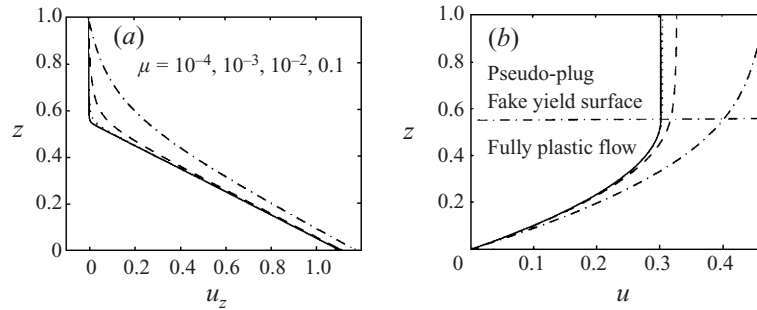 (a)
μ = 10⁻⁴, 10⁻³, 10⁻², 0.1
1.0
0.8
0.6
0.4
0.2
z
0
0.2
0.4
0.6
0.8
1.0
u_z
(b)
Pseudo-plug
Fake yield surface
Fully plastic flow
1.0
0.8
0.6
0.4
0.2
z
0
0.1
0.2
0.3
0.4
u